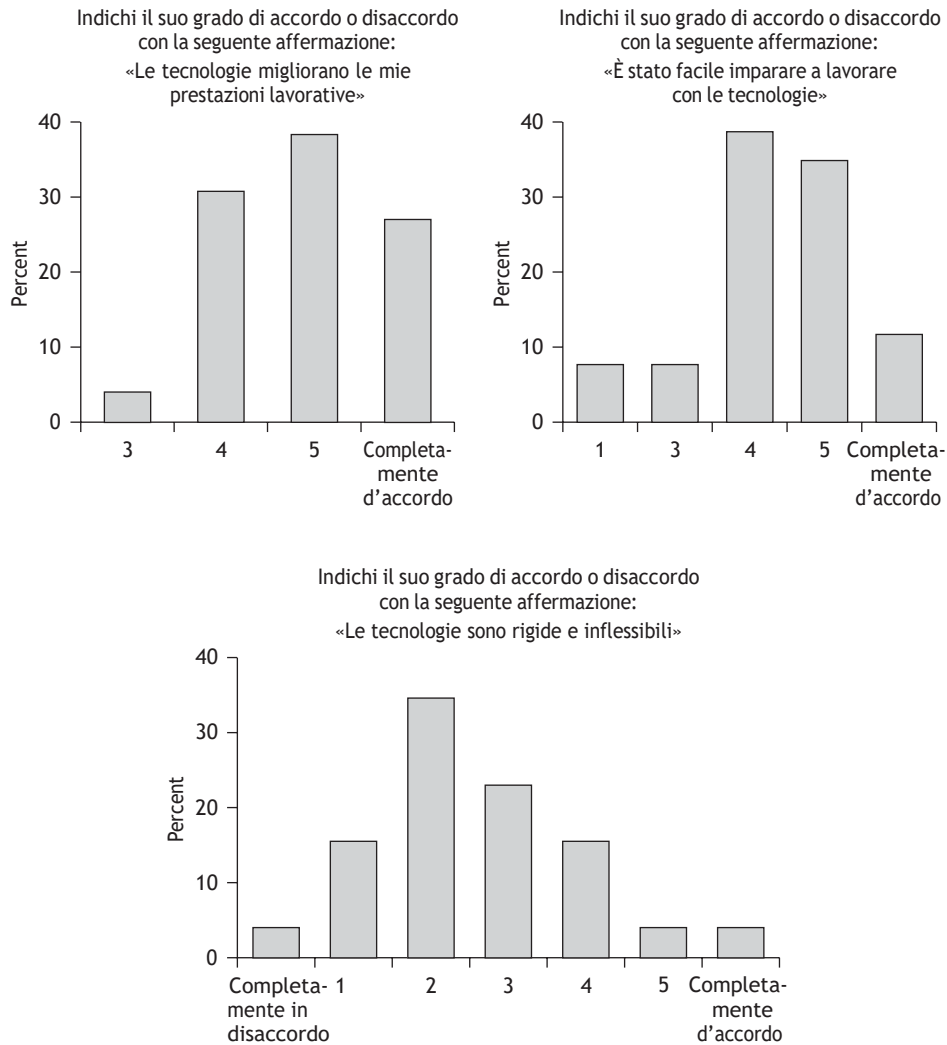 Indichi il suo grado di accordo o disaccordo
con la seguente affermazione:
«Le tecnologie migliorano le mie
prestazioni lavorative»
40
30
20
10
0
Percent
3 4 5 Completa-
mente
d’accordo
Indichi il suo grado di accordo o disaccordo
con la seguente affermazione:
«È stato facile imparare a lavorare
con le tecnologie»
40
30
20
10
0
Percent
1 3 4 5 Completa-
mente
d’accordo
Indichi il suo grado di accordo o disaccordo
con la seguente affermazione:
«Le tecnologie sono rigide e inflessibili»
40
30
20
10
0
Percent
Completa-
mente in
disaccordo
1 2 3 4 5 Completa-
mente
d’accordo